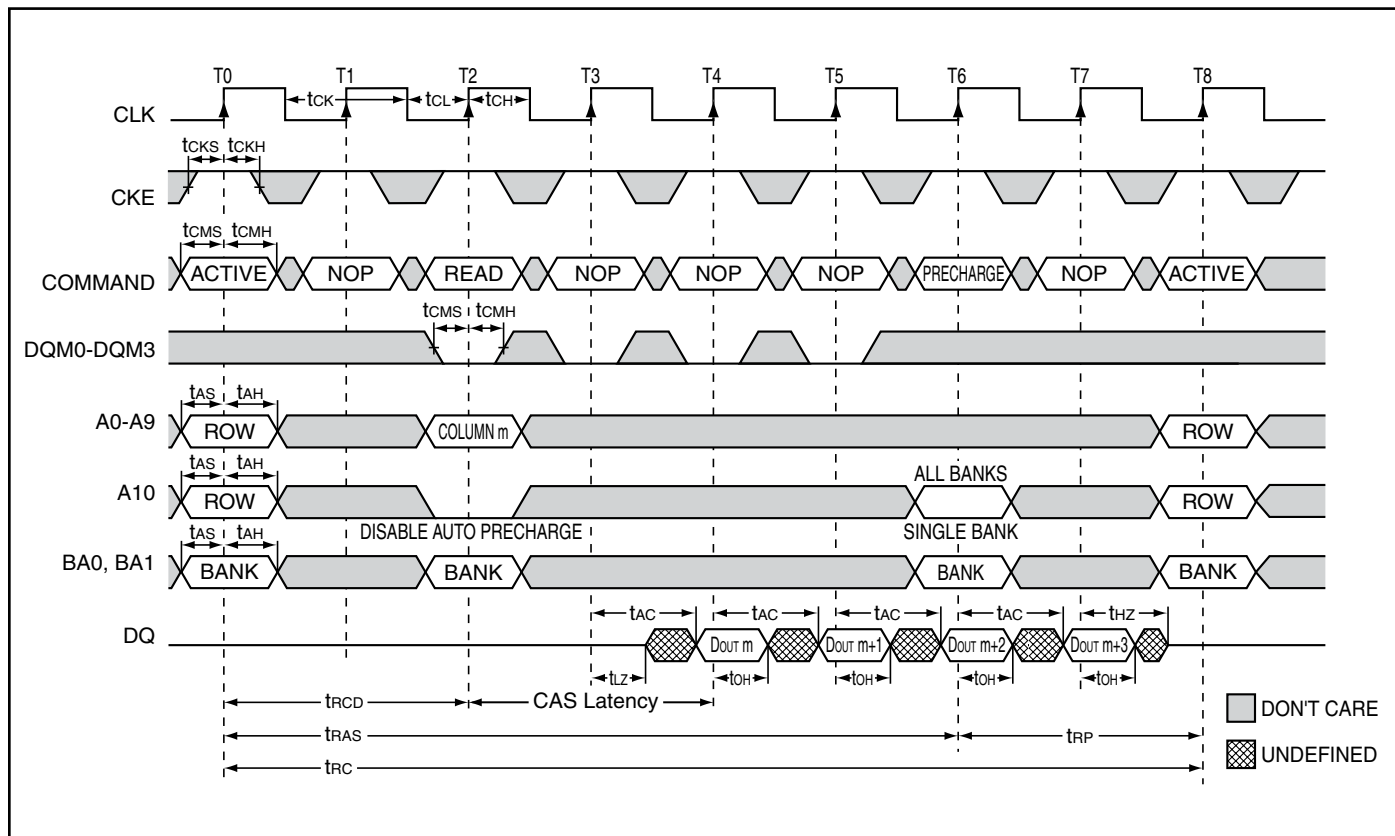 T0 T1 T2 T3 T4 T5 T6 T7 T8
CLK tCK tCL tCH
tCKS tCKH
CKE
tCMS tCMH
COMMAND ACTIVE NOP READ NOP NOP NOP PRECHARGE NOP ACTIVE
tCMS tCMH
DQM0-DQM3
tAS tAH
A0-A9 ROW COLUMN m ROW
tAS tAH ALL BANKS
A10 ROW ROW
tAS tAH DISABLE AUTO PRECHARGE SINGLE BANK
BA0, BA1 BANK BANK BANK BANK
tAC tAC tAC tAC tHZ
DQ DOUT m DOUT m+1 DOUT m+2 DOUT m+3
tLZ tOH tOH tOH tOH
tRCD CAS Latency
DON'T CARE
tRAS tRP
UNDEFINED
tRC